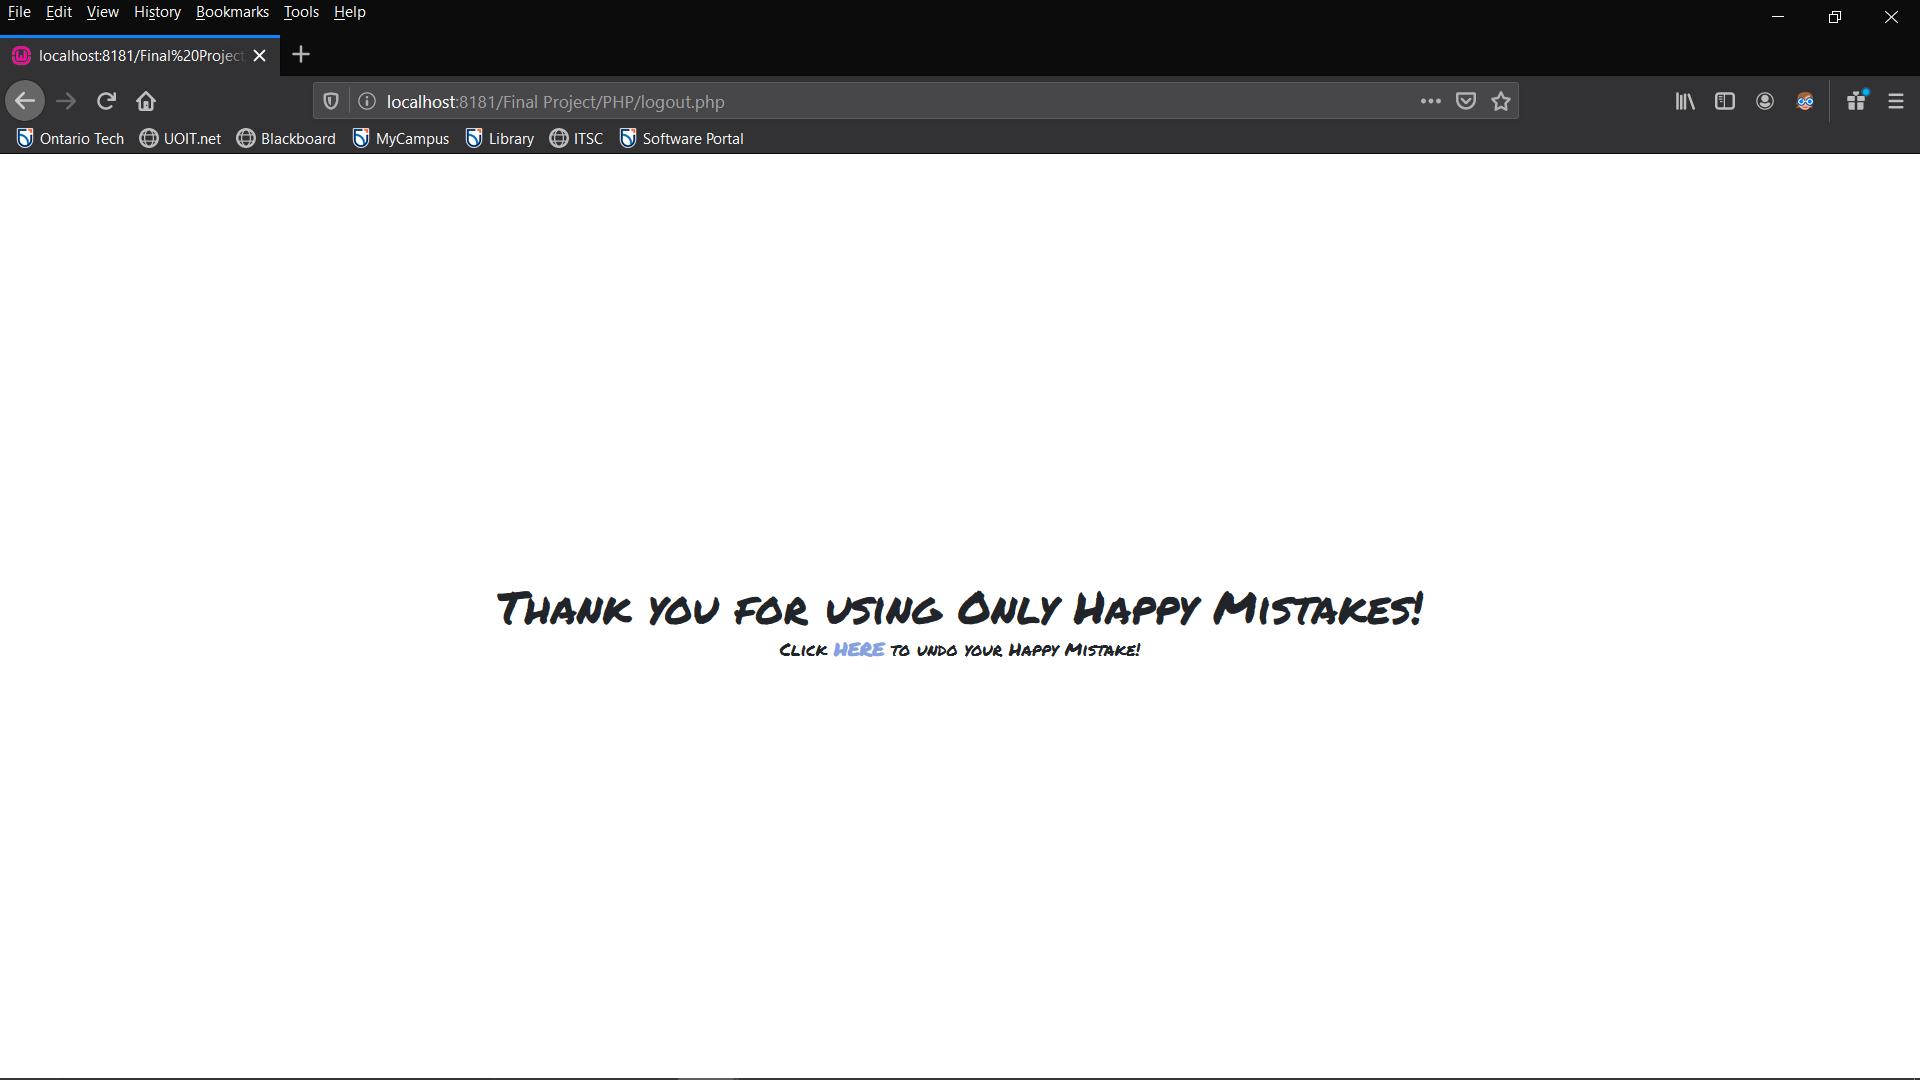 File Edit View History Bookmarks Tools Help
localhost:8181/Final%20Project
localhost:8181/Final Project/PHP/logout.php
Ontario Tech UOIT.net Blackboard MyCampus Library ITSC Software Portal
Thank you for using Only Happy Mistakes!
Click HERE to undo your Happy Mistake!